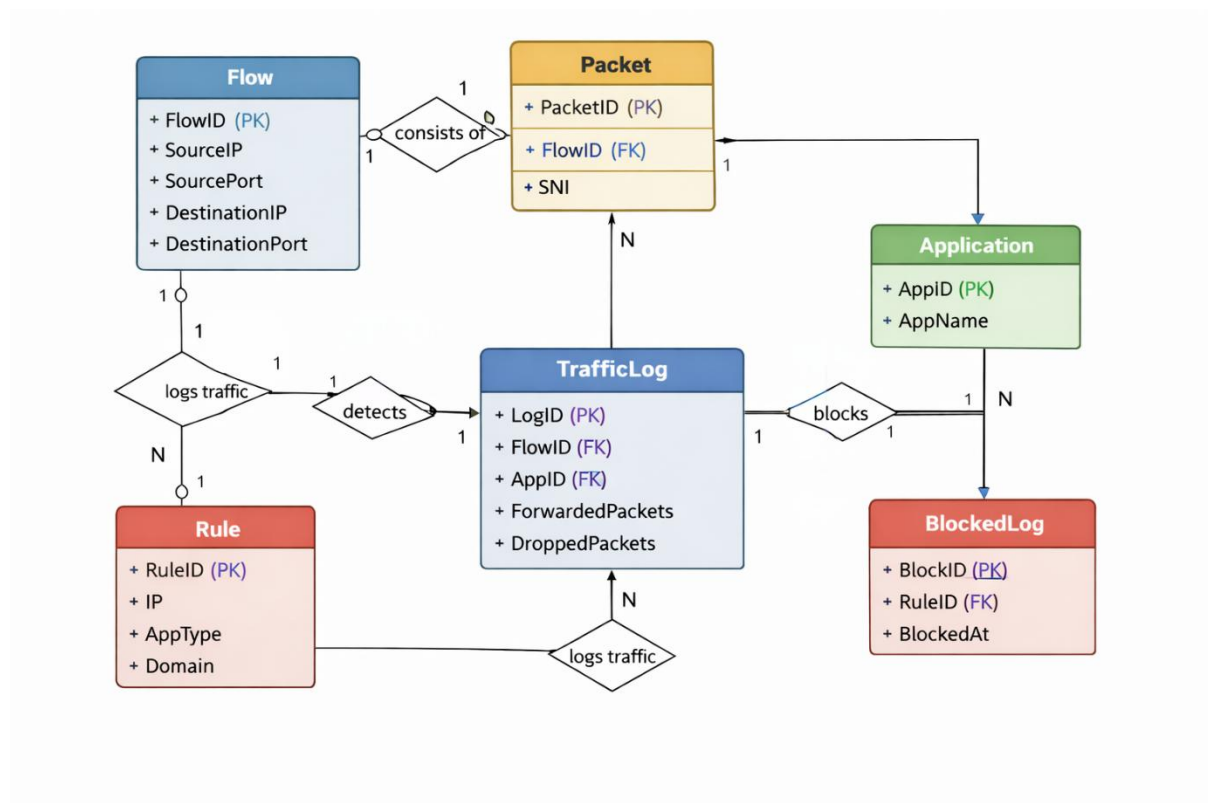 Flow
+ FlowID (PK)
+ SourceIP
+ SourcePort
+ DestinationIP
+ DestinationPort
1
consists of
1
Packet
+ PacketID (PK)
+ FlowID (FK)
+ SNI
1
N
Application
+ AppID (PK)
+ AppName
1
1
logs traffic
1
1
detects
1
N
1
TrafficLog
+ LogID (PK)
+ FlowID (FK)
+ AppID (FK)
+ ForwardedPackets
+ DroppedPackets
1
blocks
1
1
N
Rule
+ RuleID (PK)
+ IP
+ AppType
+ Domain
N
logs traffic
BlockedLog
+ BlockID (PK)
+ RuleID (FK)
+ BlockedAt